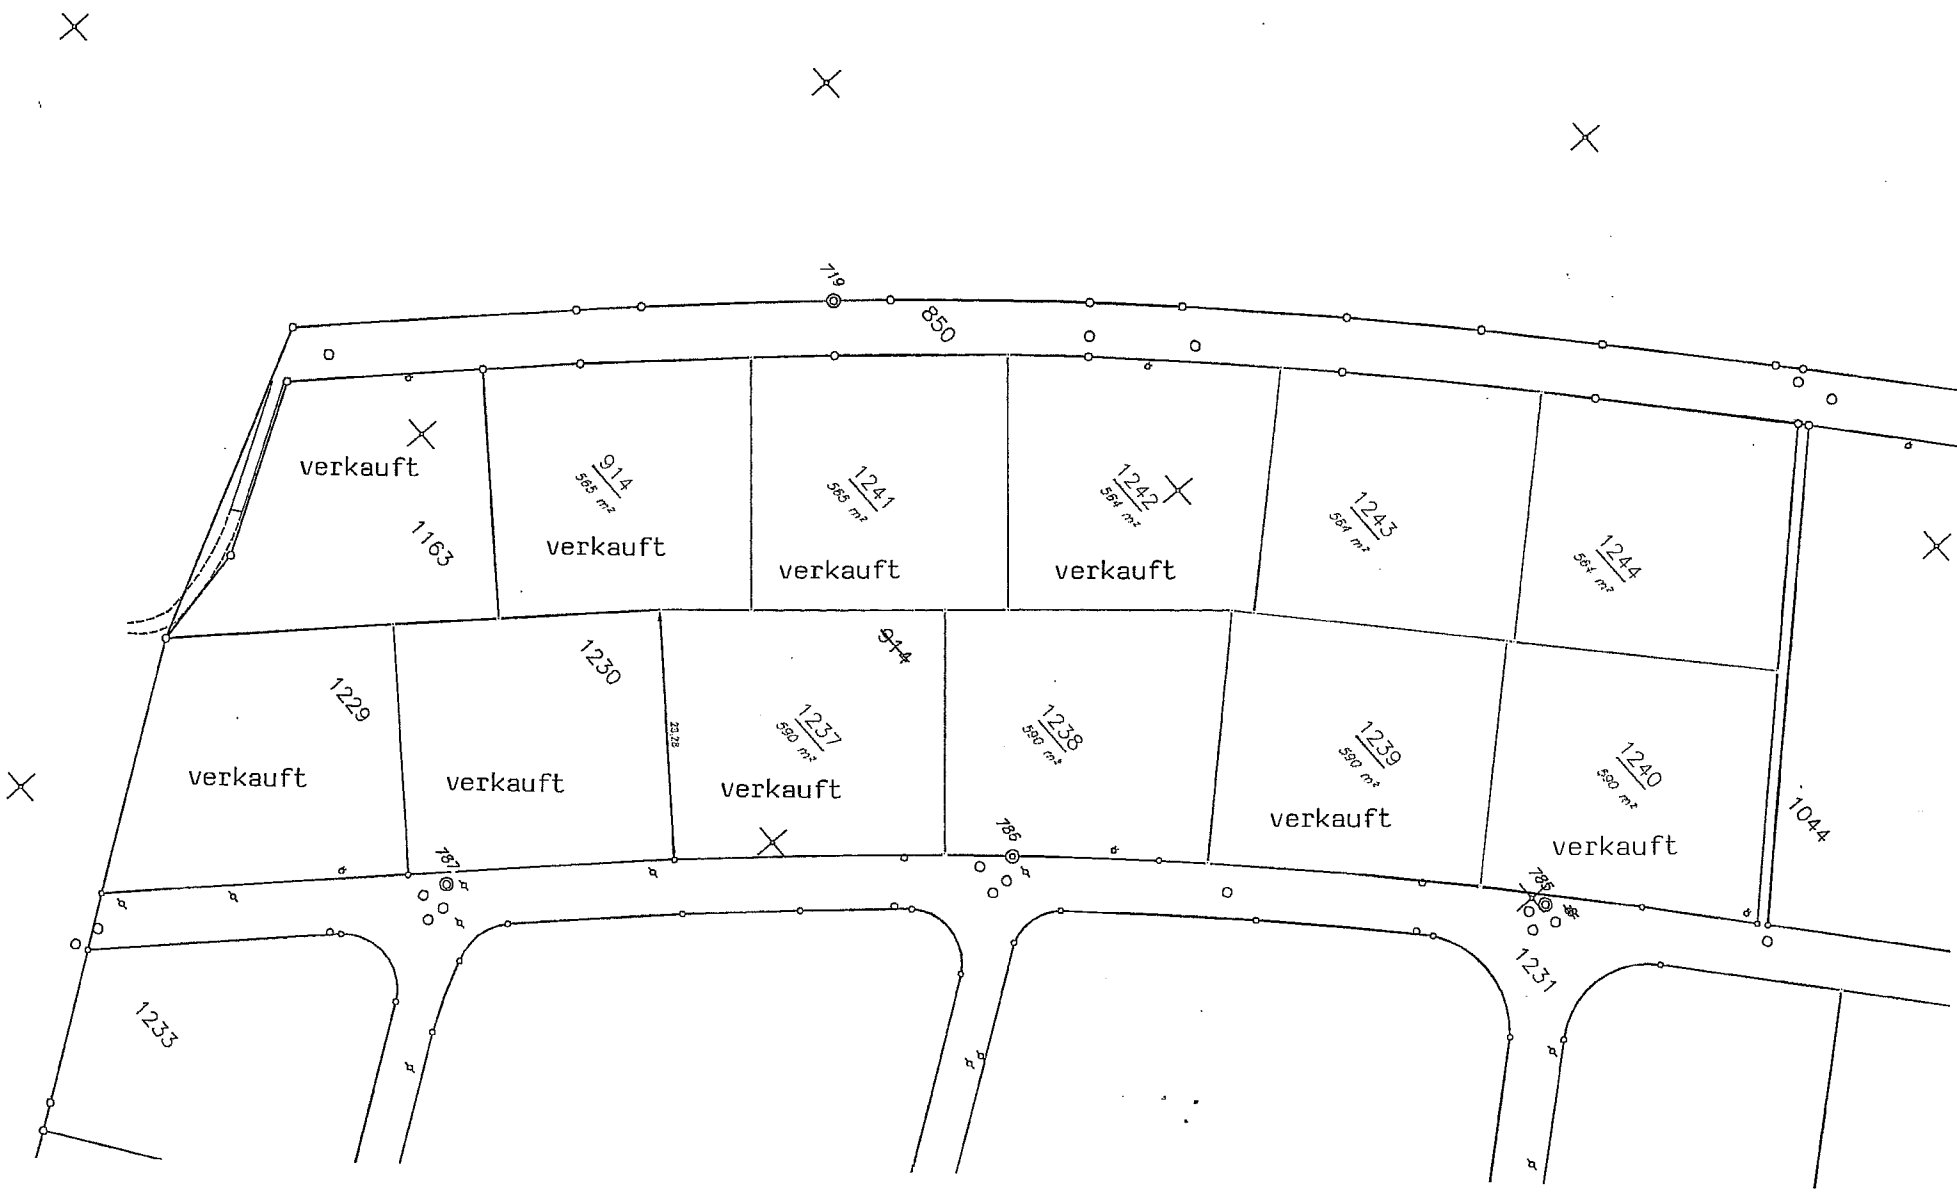 719
850
verkauft
1163
914
565 m²
verkauft
1241
565 m²
verkauft
1242
564 m²
verkauft
1243
564 m²
1244
564 m²
1229
verkauft
1230
verkauft
23.28
914
1237
590 m²
verkauft
1238
590 m²
1239
590 m²
verkauft
1240
590 m²
verkauft
1044
787
786
785
1231
1233